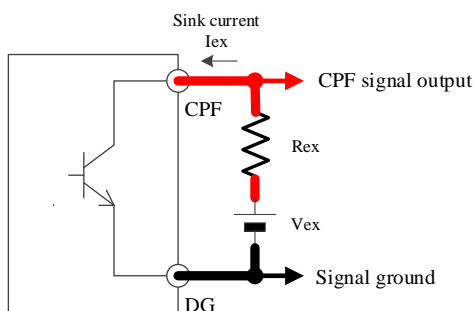 Sink current
Iex
CPF signal output
CPF
Rex
Vex
Signal ground
DG